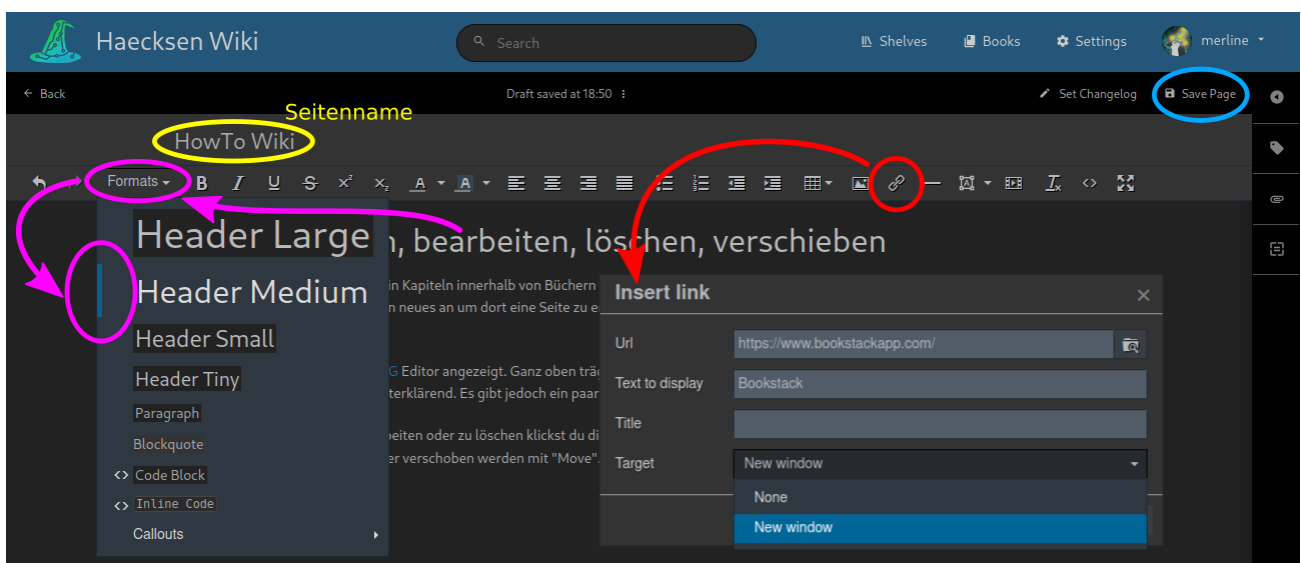 Haecksen Wiki
Search
Shelves
Books
Settings
merline
Back
Draft saved at 18:50
Set Changelog
Save Page
Seitenname
HowTo Wiki
Formats
B I U S x² x₂ A A
Header Large
, bearbeiten, löschen, verschieben
Header Medium
in Kapiteln innerhalb von Büchern
neues an um dort eine Seite zu
Header Small
Header Tiny
G Editor angezeigt. Ganz oben
terklärend. Es gibt jedoch ein paar
Paragraph
Blockquote
eiten oder zu löschen klickst du
er verschoben werden mit "Move".
<> Code Block
<> Inline Code
Callouts
Insert link
Url
https://www.bookstackapp.com/
Text to display
Bookstack
Title
Target
New window
None
New window